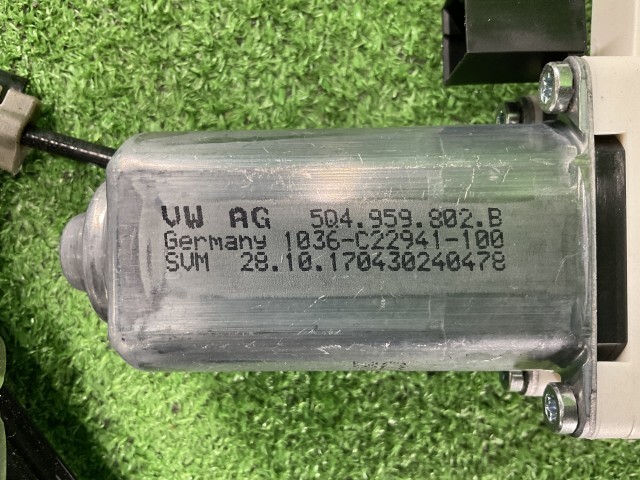 VW AG 5Q4.959.802.B
Germany 1036-C22941-100
SVM 28.10.170430240478